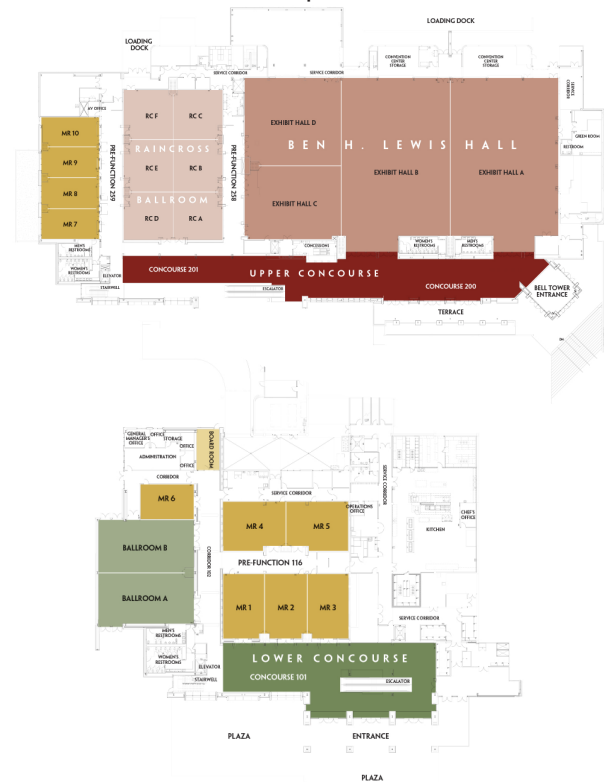 LOADING DOCK
LOADING
DOCK
CONVENTION
CENTER
STORAGE
CONVENTION
CENTER
STORAGE
SERVICE CORRIDOR
SERVICE CORRIDOR
SERVICE
CORRIDOR
AV OFFICE
RC F
RC C
EXHIBIT HALL D
MR 10
GREEN ROOM
RESTROOM
RAINCROSS
BEN H. LEWIS HALL
MR 9
PRE-FUNCTION 259
RC E
RC B
PRE-FUNCTION 258
EXHIBIT HALL B
EXHIBIT HALL A
MR 8
BALLROOM
EXHIBIT HALL C
MR 7
RC D
RC A
MEN'S
RESTROOMS
CONCESSIONS
WOMEN'S
RESTROOMS
MEN'S
RESTROOMS
WOMEN'S
RESTROOMS
ELEVATOR
STAIRWELL
CONCOURSE 201
UPPER CONCOURSE
ESCALATOR
CONCOURSE 200
BELL TOWER
ENTRANCE
TERRACE
DN
GENERAL
MANAGER'S
OFFICE
OFFICE
STORAGE
OFFICE
BOARD ROOM
ADMINISTRATION
OFFICE
CORRIDOR
SERVICE CORRIDOR
SERVICE CORRIDOR
MR 6
MR 4
MR 5
OPERATIONS
OFFICE
CHEF'S
OFFICE
KITCHEN
BALLROOM B
CORRIDOR 102
PRE-FUNCTION 116
BALLROOM A
MR 1
MR 2
MR 3
SERVICE CORRIDOR
MEN'S
RESTROOMS
WOMEN'S
RESTROOMS
ELEVATOR
STAIRWELL
LOWER CONCOURSE
CONCOURSE 101
ESCALATOR
PLAZA
ENTRANCE
PLAZA